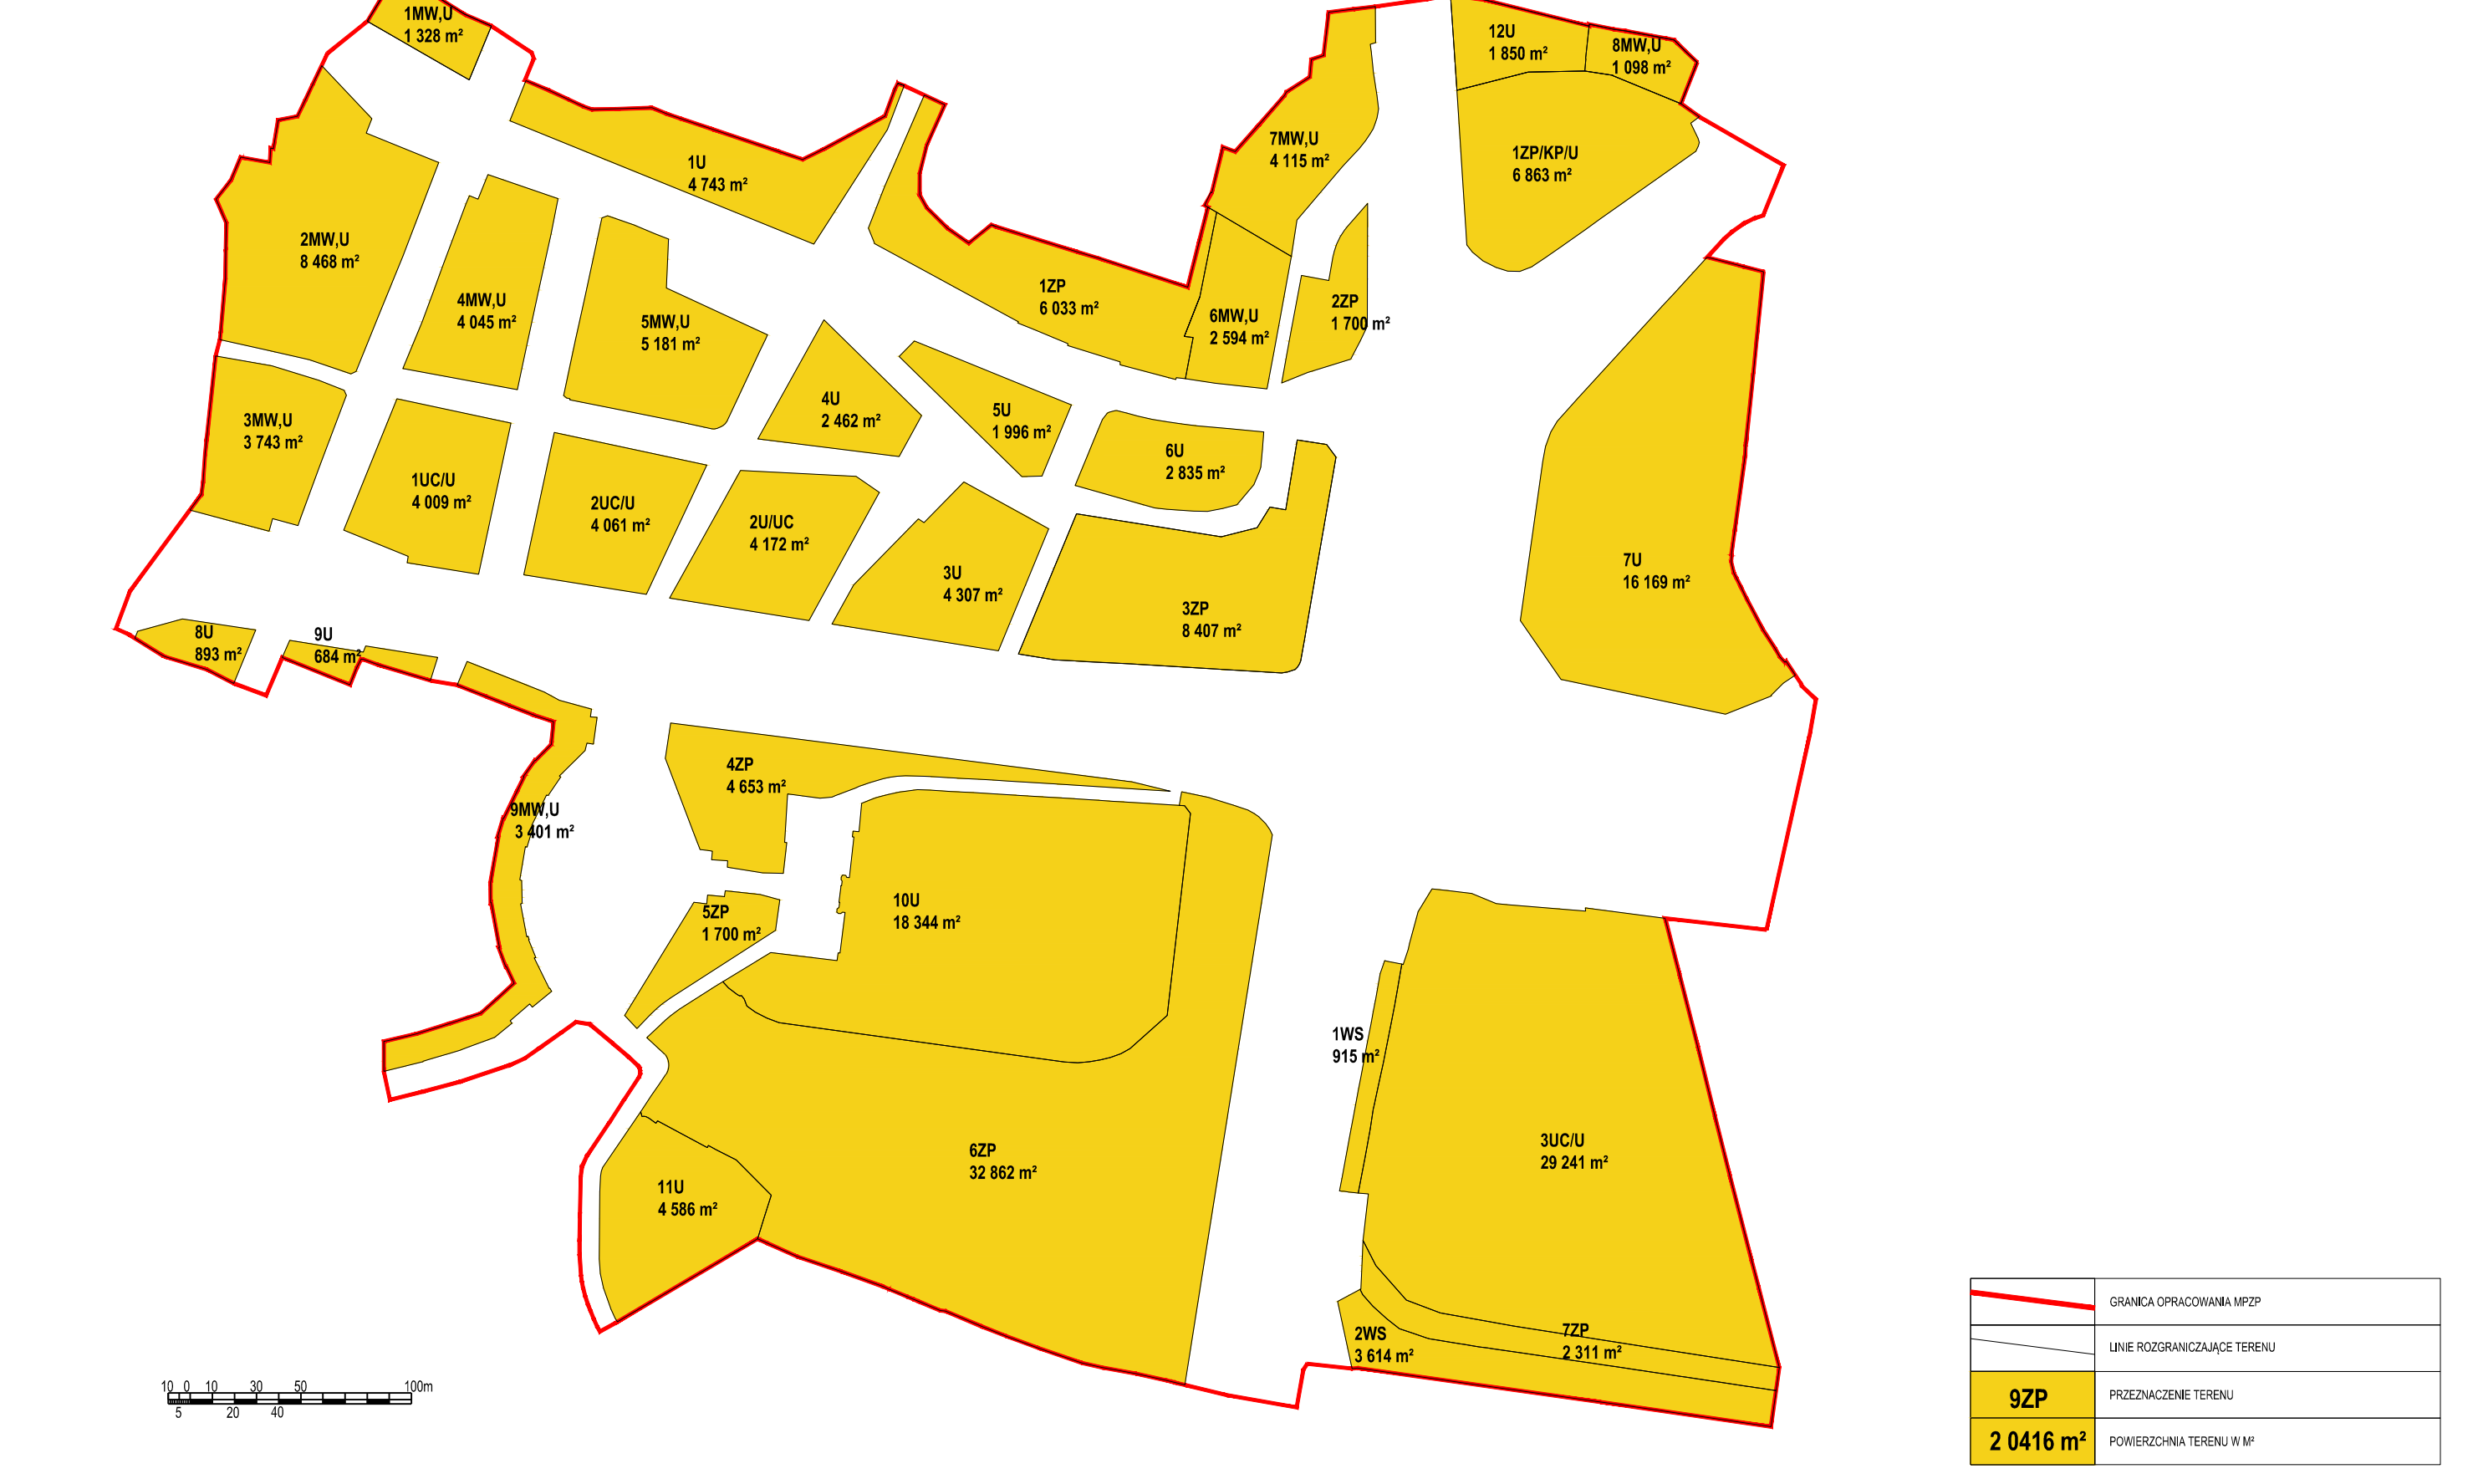 1MW,U
1 328 m²
12U
1 850 m²
8MW,U
1 098 m²
7MW,U
4 115 m²
1U
4 743 m²
1ZP/KP/U
6 863 m²
2MW,U
8 468 m²
4MW,U
4 045 m²
5MW,U
5 181 m²
1ZP
6 033 m²
6MW,U
2 594 m²
2ZP
1 700 m²
3MW,U
3 743 m²
4U
2 462 m²
5U
1 996 m²
6U
2 835 m²
1UC/U
4 009 m²
2UC/U
4 061 m²
2U/UC
4 172 m²
3U
4 307 m²
3ZP
8 407 m²
7U
16 169 m²
8U
893 m²
9U
684 m²
4ZP
4 653 m²
9MW,U
3 401 m²
5ZP
1 700 m²
10U
18 344 m²
1WS
915 m²
6ZP
32 862 m²
3UC/U
29 241 m²
11U
4 586 m²
7ZP
2 311 m²
2WS
3 614 m²
10 0 10 30 50 100m
5 20 40
GRANICA OPRACOWANIA MPZP
LINIE ROZGRANICZAJĄCE TERENU
9ZP PRZEZNACZENIE TERENU
2 0416 m² POWIERZCHNIA TERENU W M²